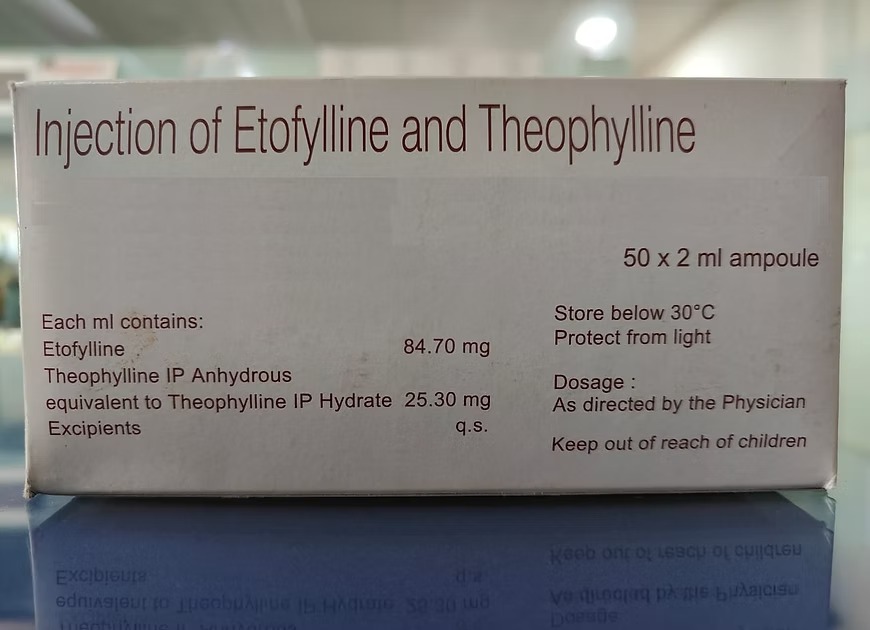 Injection of Etofylline and Theophylline
50 x 2 ml ampoule
Each ml contains:
Etofylline 84.70 mg
Theophylline IP Anhydrous
equivalent to Theophylline IP Hydrate 25.30 mg
Excipients q.s.
Store below 30°C
Protect from light
Dosage :
As directed by the Physician
Keep out of reach of children